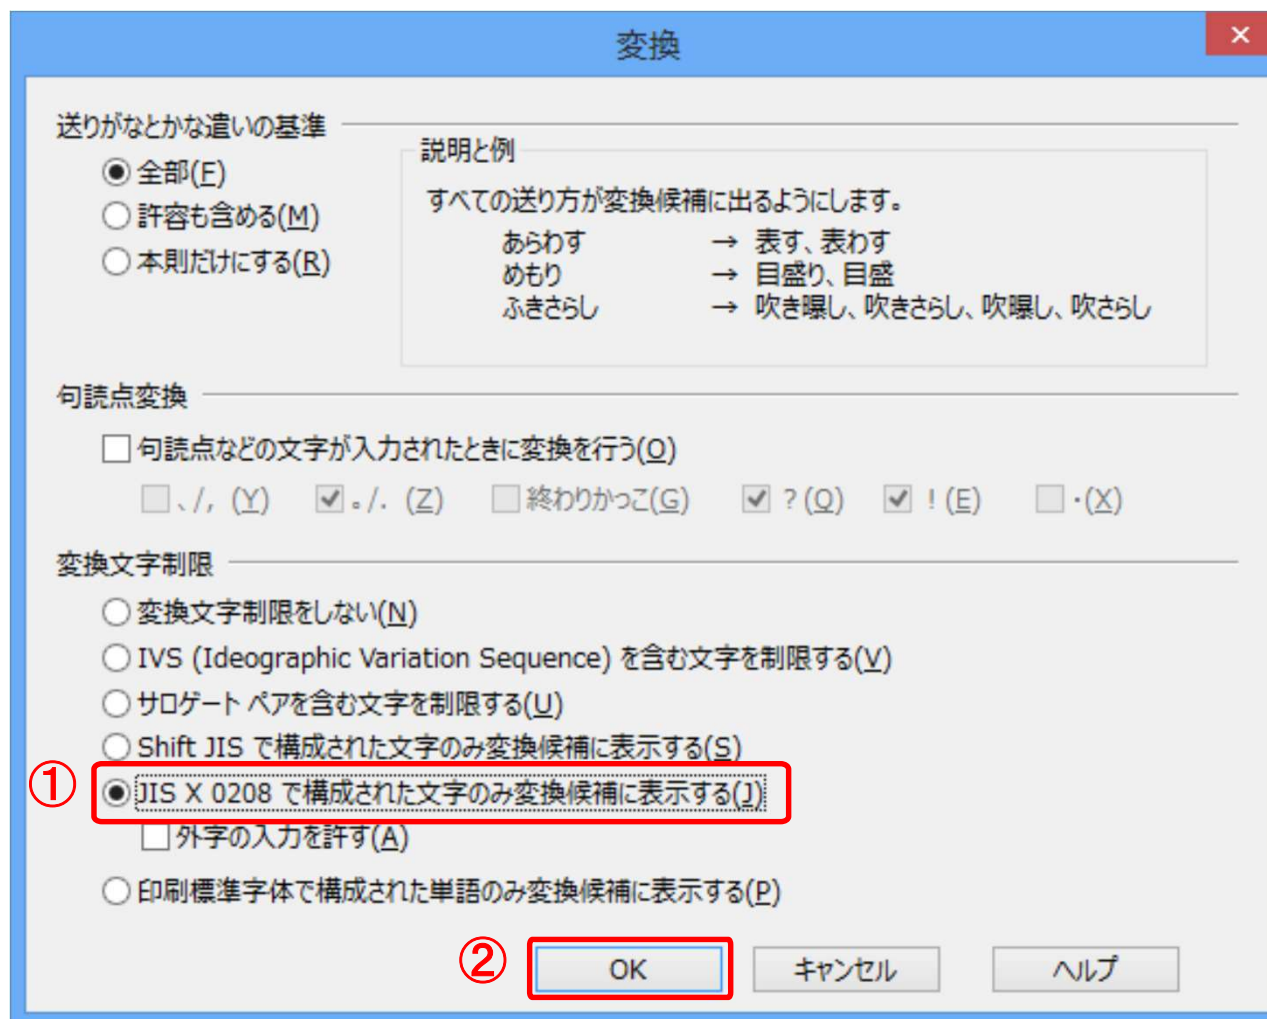 変換
送りがなとかな遣いの基準
全部(F)
許容も含める(M)
本則だけにする(R)
説明と例
すべての送り方が変換候補に出るようにします。
あらわす → 表す、表わす
めもり → 目盛り、目盛
ふきさらし → 吹き曝し、吹きさらし、吹曝し、吹さらし
句読点変換
句読点などの文字が入力されたときに変換を行う(O)
、/, (Y) 。/. (Z) 終わりかっこ(G) ? (Q) ! (E) ・(X)
変換文字制限
変換文字制限をしない(N)
IVS (Ideographic Variation Sequence) を含む文字を制限する(V)
サロゲート ペアを含む文字を制限する(U)
Shift JIS で構成された文字のみ変換候補に表示する(S)
① JIS X 0208 で構成された文字のみ変換候補に表示する(J)
外字の入力を許す(A)
印刷標準字体で構成された単語のみ変換候補に表示する(P)
② OK キャンセル ヘルプ